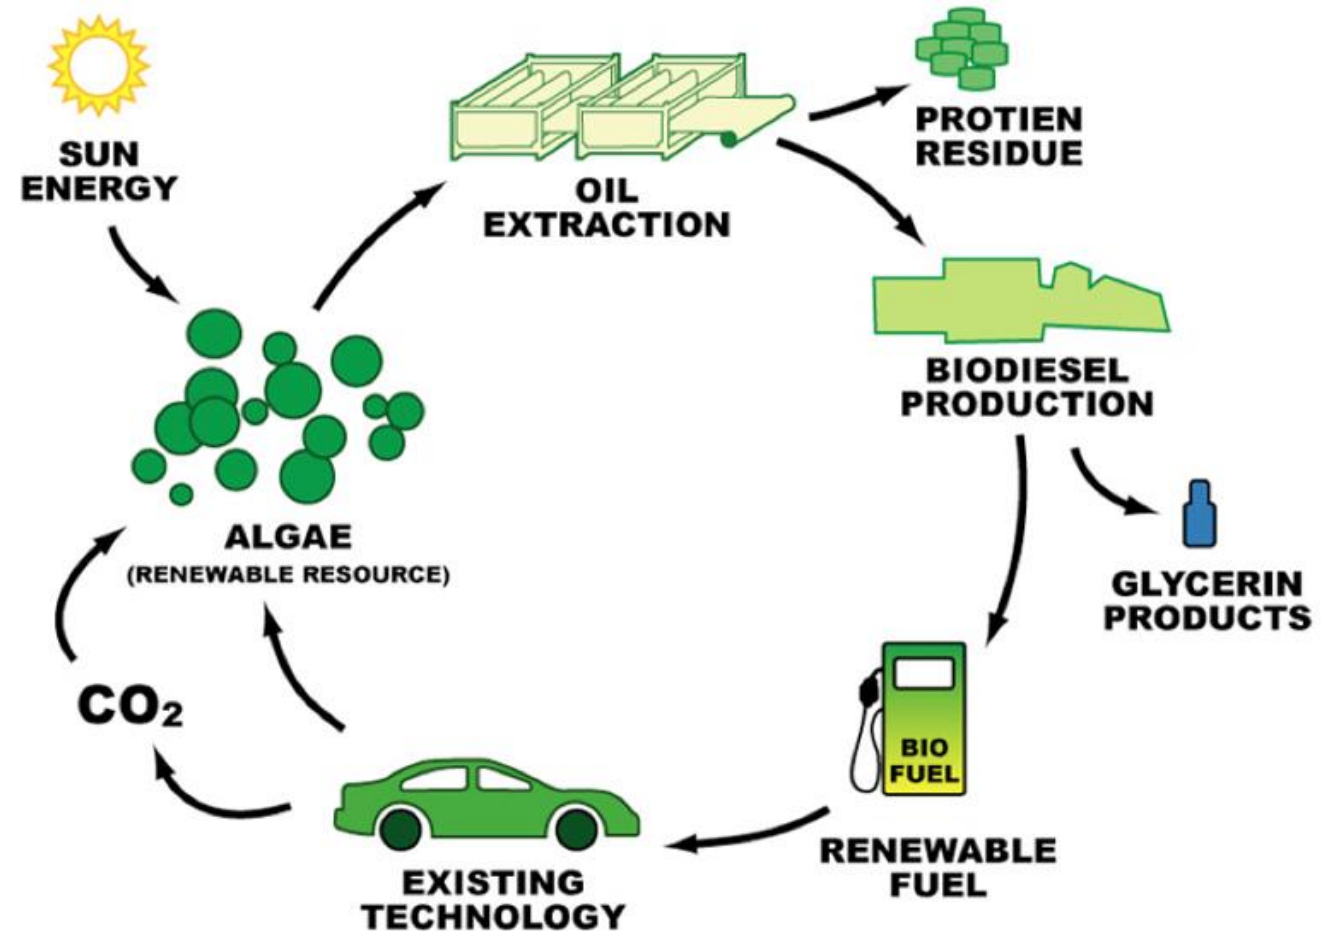 SUN
ENERGY
OIL
EXTRACTION
PROTIEN
RESIDUE
BIODIESEL
PRODUCTION
GLYCERIN
PRODUCTS
BIO
FUEL
RENEWABLE
FUEL
EXISTING
TECHNOLOGY
CO₂
ALGAE
(RENEWABLE RESOURCE)